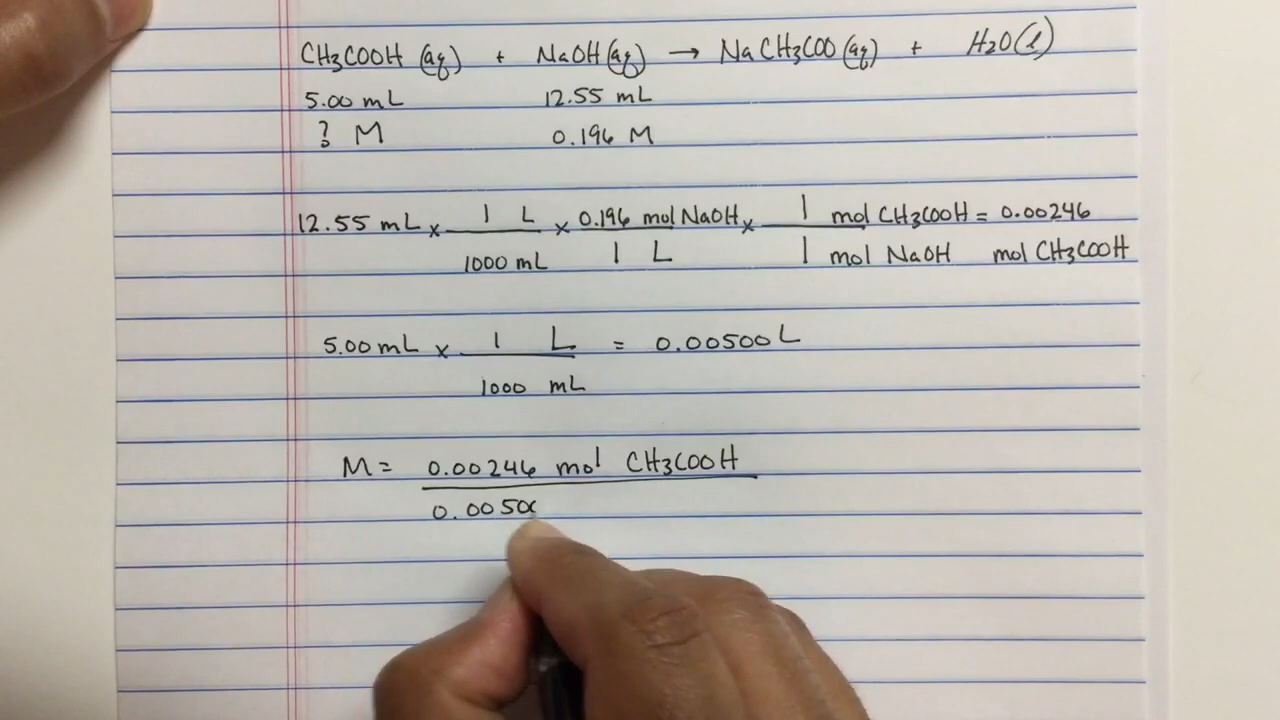 CH3COOH (aq) + NaOH (aq) → NaCH3COO (aq) + H2O (l)
5.00 mL 12.55 mL
? M 0.196 M
12.55 mL x 1 L x 0.196 mol NaOH x 1 mol CH3COOH = 0.00246
1000 mL 1 L 1 mol NaOH mol CH3COOH
5.00 mL x 1 L = 0.00500 L
1000 mL
M = 0.00246 mol CH3COOH
0.0050